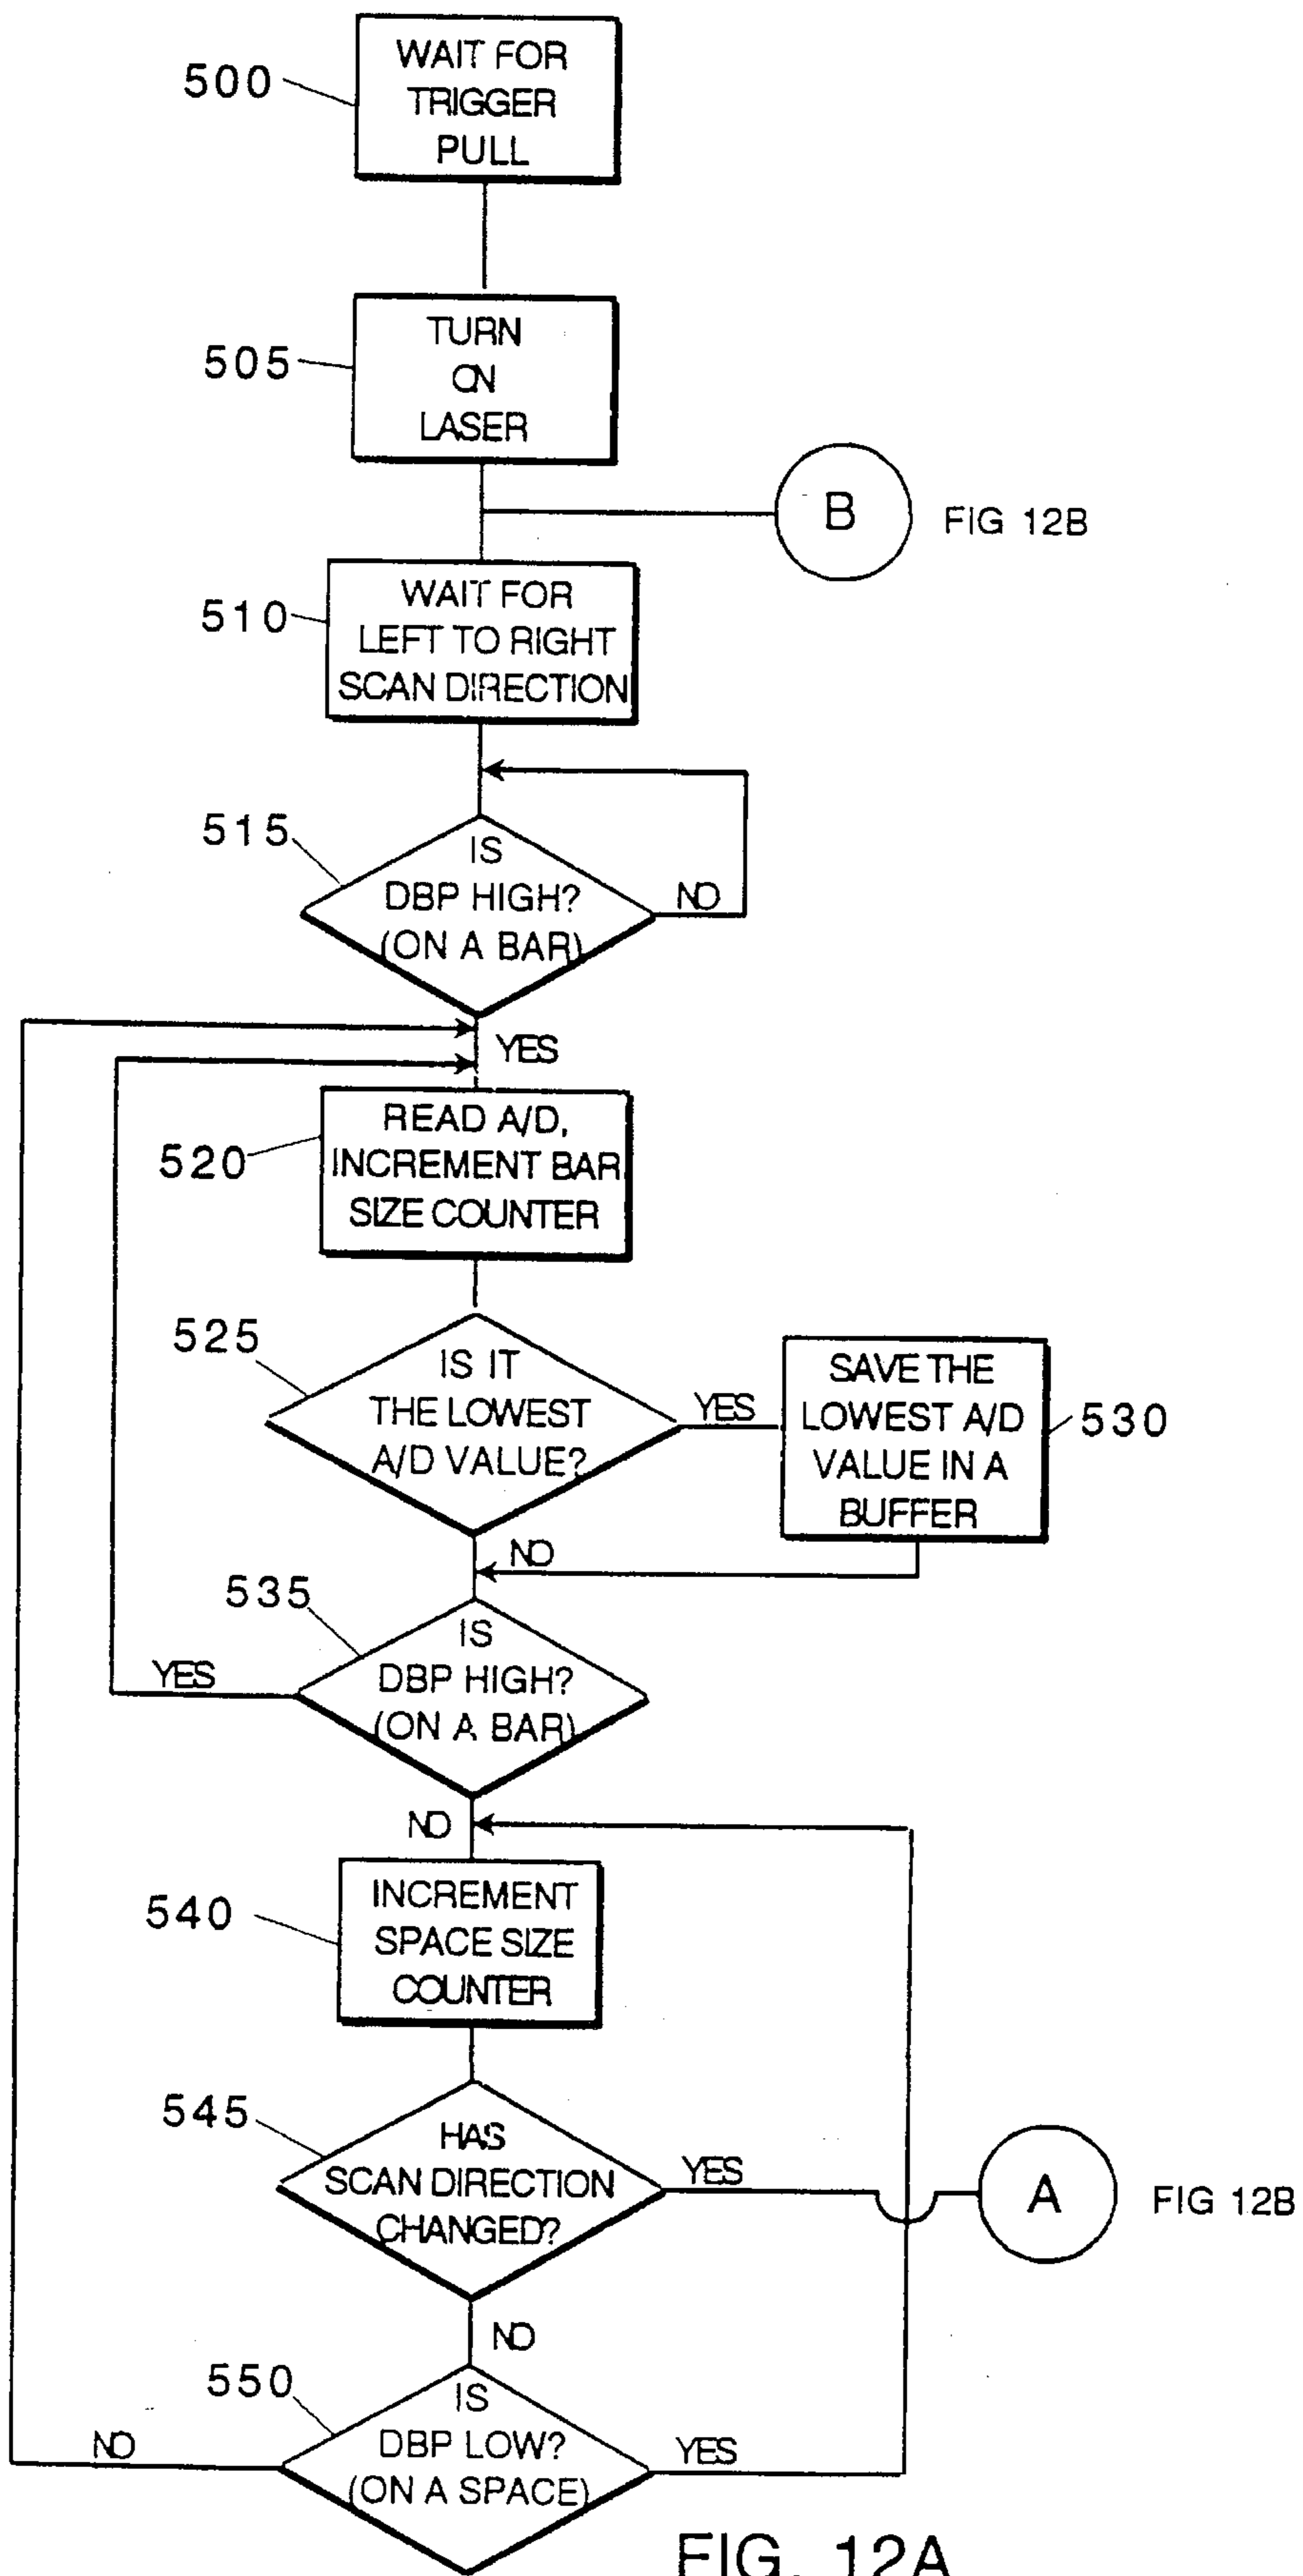 500
WAIT FOR
TRIGGER
PULL
505
TURN
ON
LASER
B
FIG 12B
510
WAIT FOR
LEFT TO RIGHT
SCAN DIRECTION
515
IS
DBP HIGH?
(ON A BAR)
NO
YES
520
READ A/D,
INCREMENT BAR
SIZE COUNTER
525
IS IT
THE LOWEST
A/D VALUE?
YES
SAVE THE
LOWEST A/D
VALUE IN A
BUFFER
530
NO
535
IS
DBP HIGH?
(ON A BAR)
YES
NO
540
INCREMENT
SPACE SIZE
COUNTER
545
HAS
SCAN DIRECTION
CHANGED?
YES
A
FIG 12B
NO
550
IS
DBP LOW?
(ON A SPACE)
NO
YES
FIG. 12A